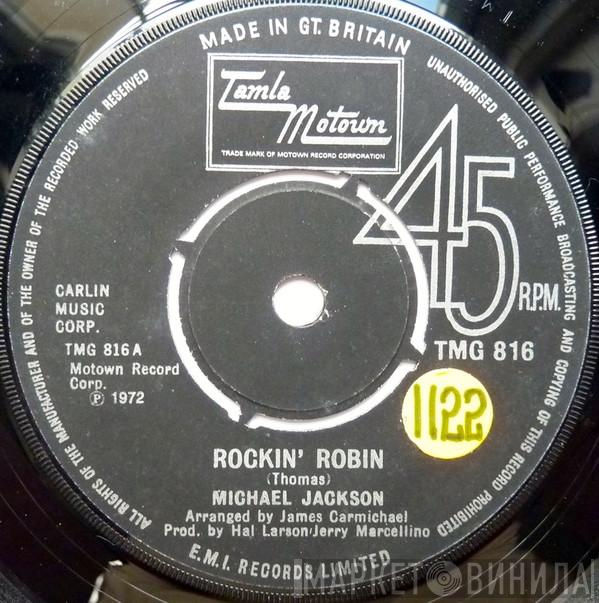 MADE IN GT. BRITAIN
UNAUTHORISED PUBLIC PERFORMANCE BROADCASTING AND COPYING OF THIS RECORD PROHIBITED
ALL RIGHTS OF THE MANUFACTURER AND OF THE OWNER OF THE RECORDED WORK RESERVED
Tamla
Motown
TRADE MARK OF MOTOWN RECORD CORPORATION
45
R.P.M.
CARLIN
MUSIC
CORP.
TMG 816A
Motown Record
Corp.
Ⓟ 1972
TMG 816
1122
ROCKIN' ROBIN
(Thomas)
MICHAEL JACKSON
Arranged by James Carmichael
Prod. by Hal Larson/Jerry Marcellino
E.M.I. RECORDS LIMITED
МАРКЕТ ВИНИЛА